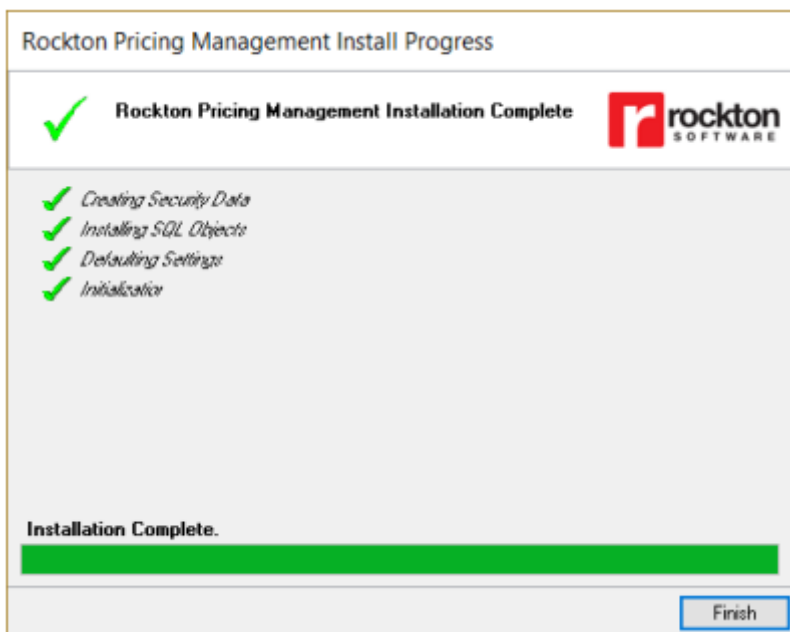 Rockton Pricing Management Install Progress
Rockton Pricing Management Installation Complete
rockton
SOFTWARE
Creating Security Data
Installing SQL Objects
Defaulting Settings
Initialization
Installation Complete.
Finish